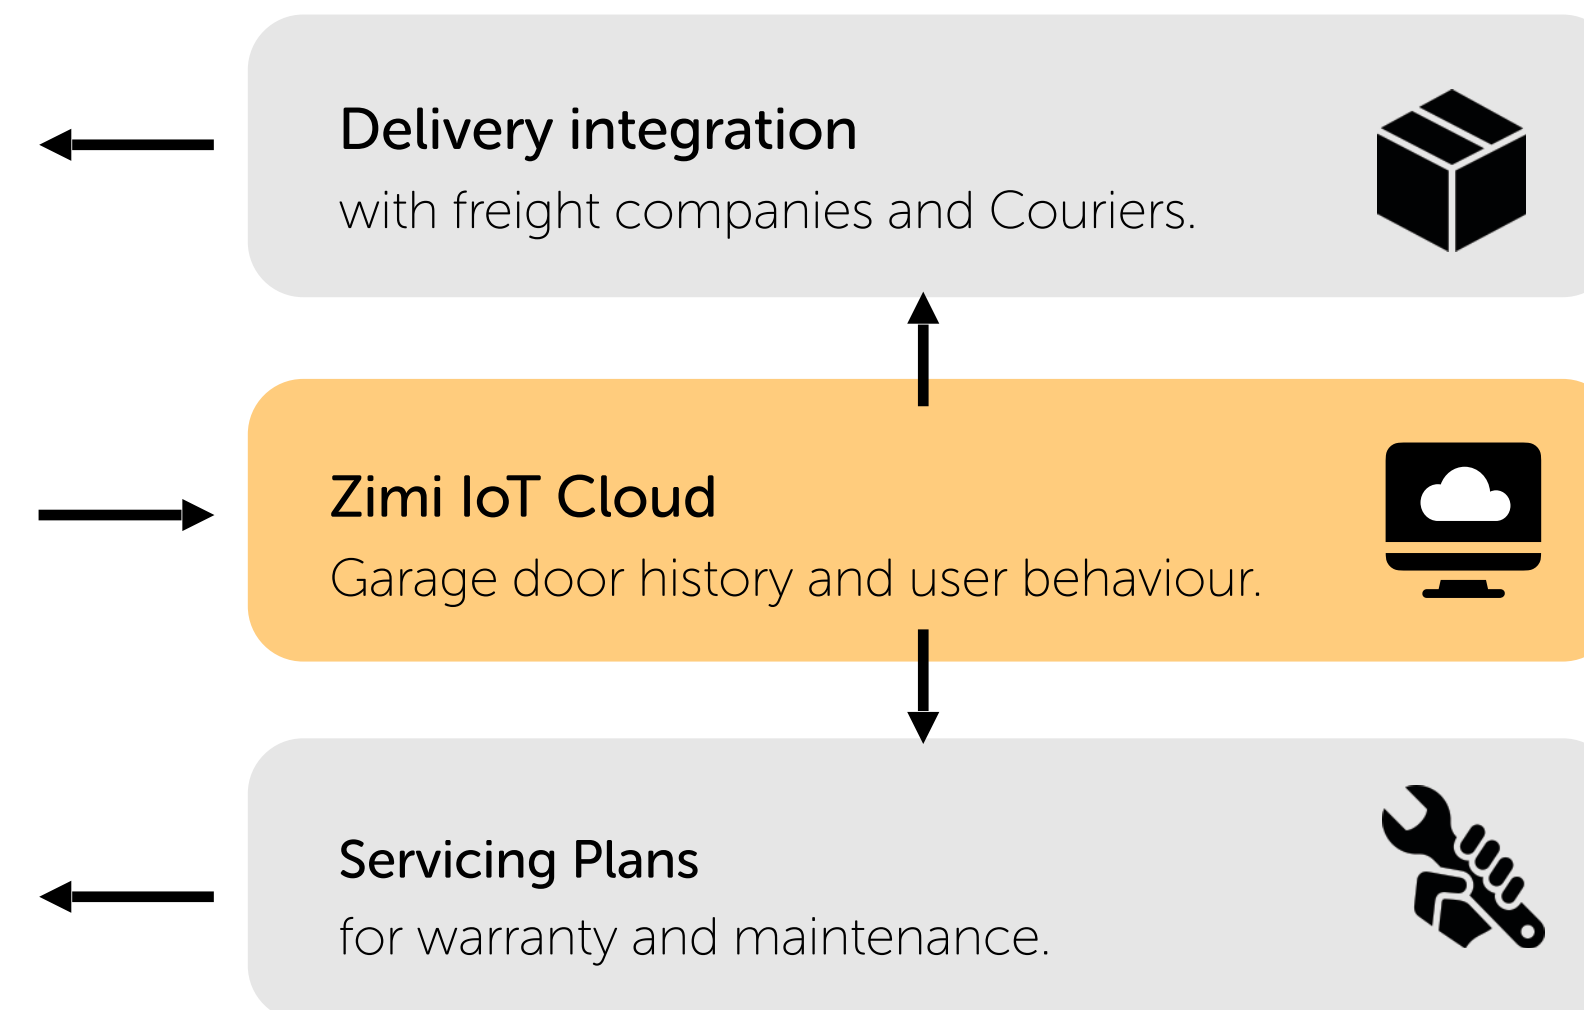 Delivery integration
with freight companies and Couriers.
Zimi IoT Cloud
Garage door history and user behaviour.
Servicing Plans
for warranty and maintenance.